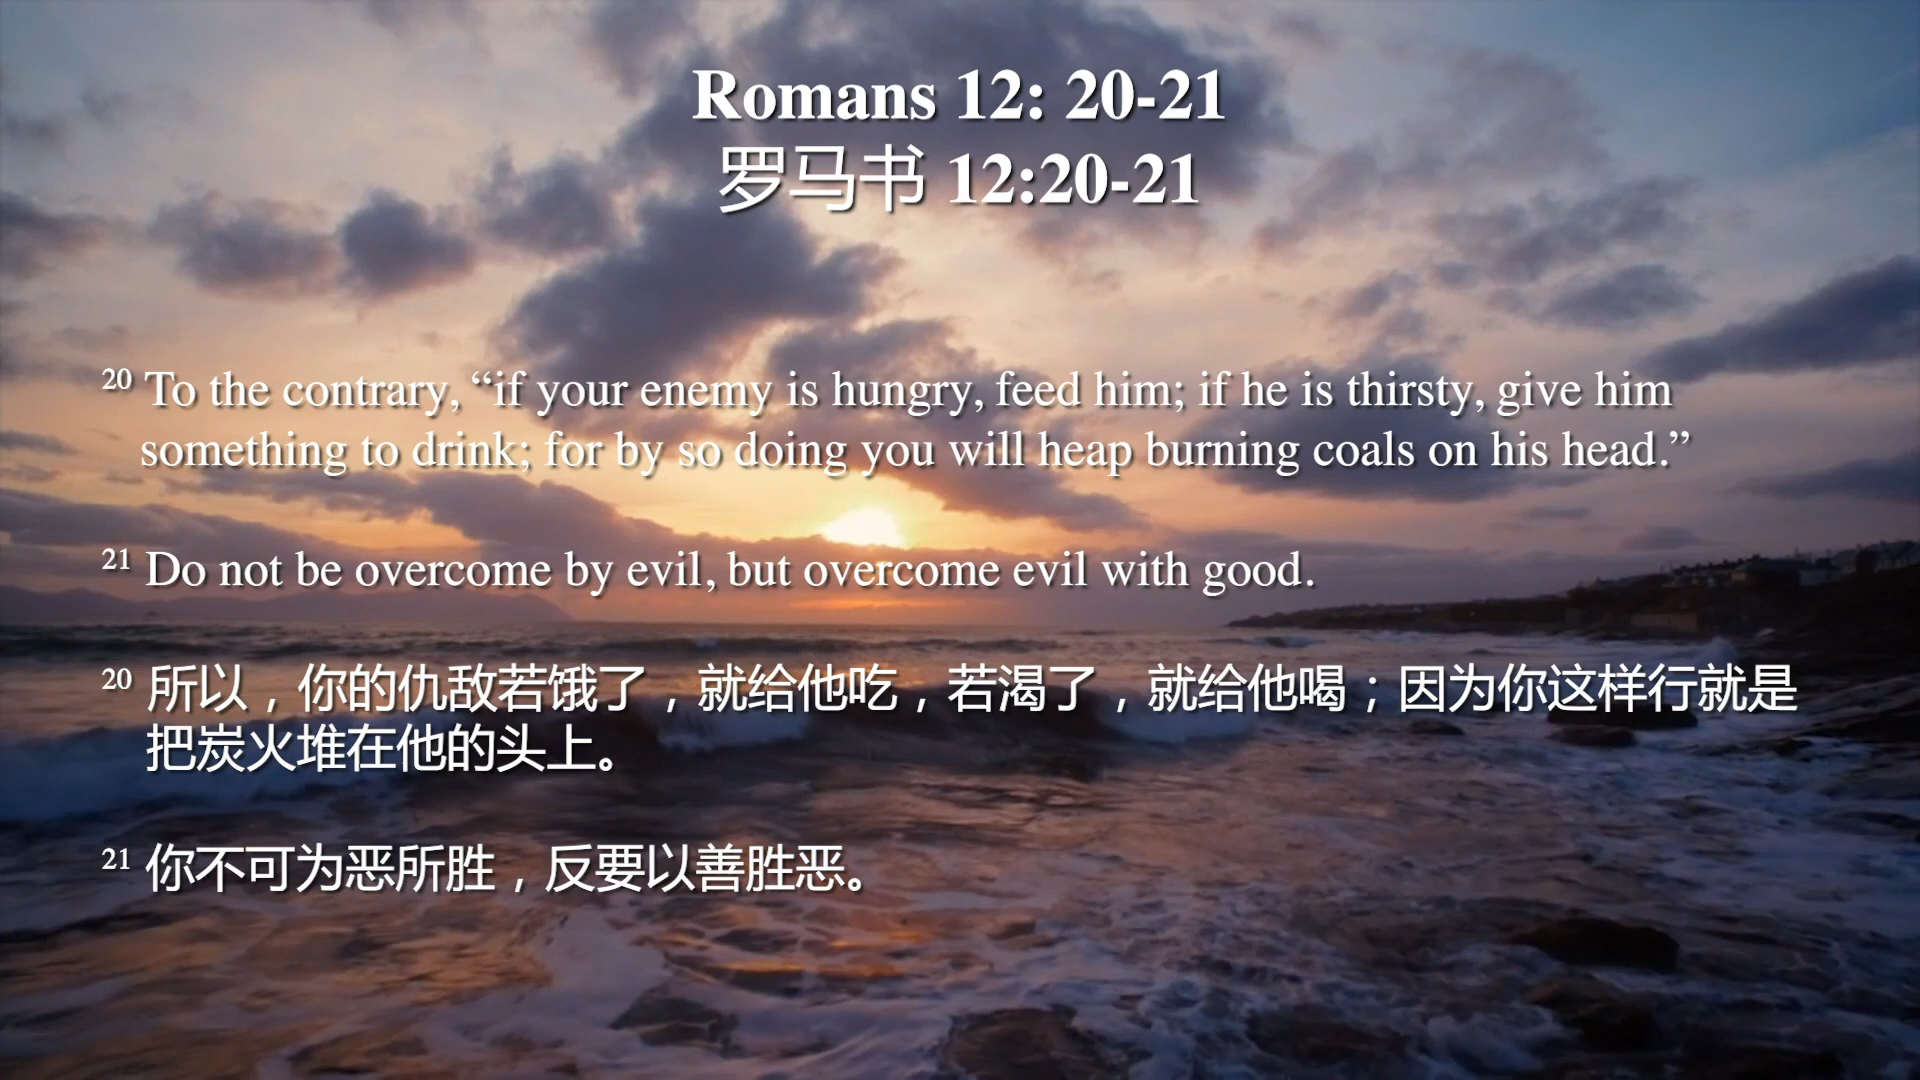 Romans 12: 20-21
罗马书 12:20-21
20 To the contrary, “if your enemy is hungry, feed him; if he is thirsty, give him
something to drink; for by so doing you will heap burning coals on his head.”
21 Do not be overcome by evil, but overcome evil with good.
20 所以，你的仇敌若饿了，就给他吃，若渴了，就给他喝；因为你这样行就是
把炭火堆在他的头上。
21 你不可为恶所胜，反要以善胜恶。